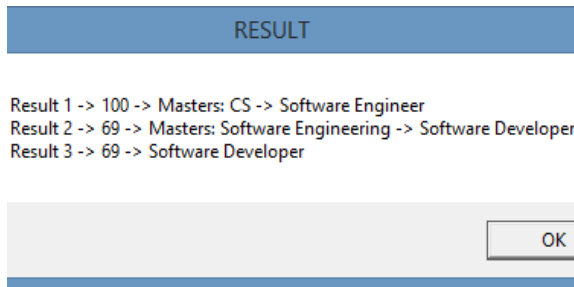 RESULT
Result 1 -> 100 -> Masters: CS -> Software Engineer
Result 2 -> 69 -> Masters: Software Engineering -> Software Developer
Result 3 -> 69 -> Software Developer
OK